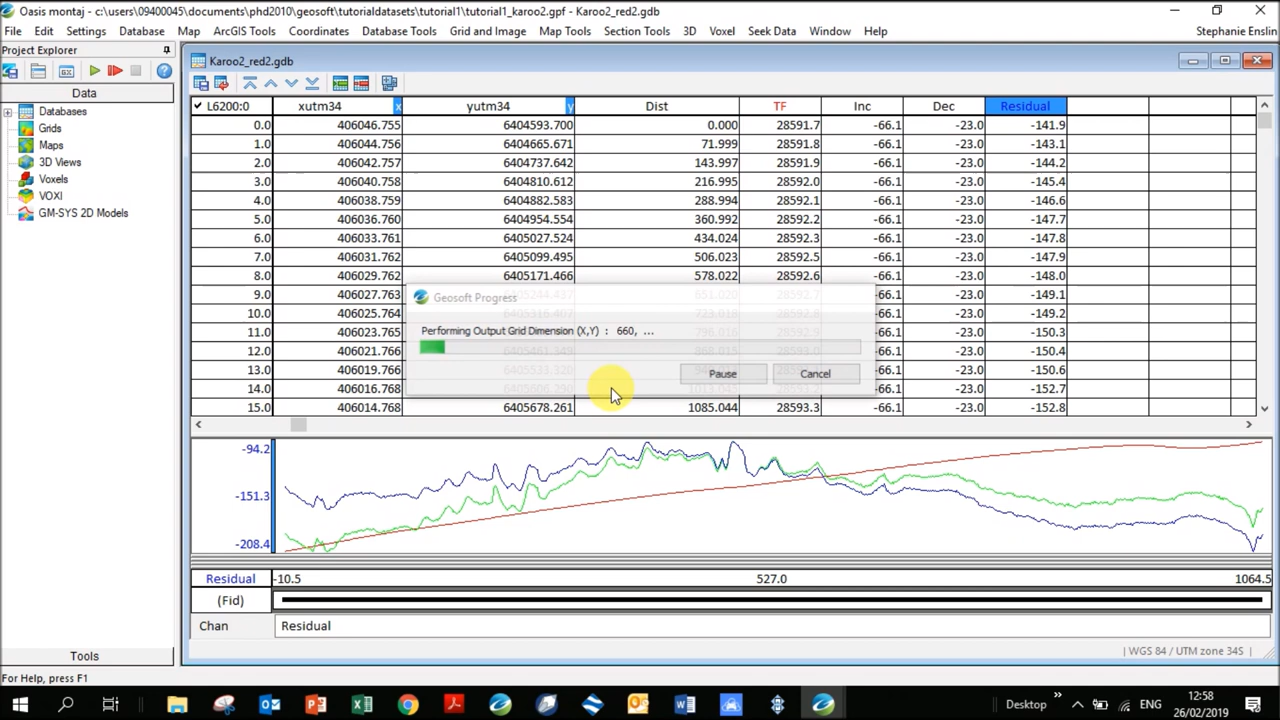 Oasis montaj - c:\users\09400045\documents\phd2010\geosoft\tutorialdatasets\tutorial1\tutorial1_karoo2.gpf - Karoo2_red2.gdb
File Edit Settings Database Map ArcGIS Tools Coordinates Database Tools Grid and Image Map Tools Section Tools 3D Voxel Seek Data Window Help Stephanie Enslin
Project Explorer
Karoo2_red2.gdb
Data
Databases
Grids
Maps
3D Views
Voxels
VOXI
GM-SYS 2D Models
L6200:0 xutm34 x yutm34 y Dist TF Inc Dec Residual
0.0 406046.755 6404593.700 0.000 28591.7 -66.1 -23.0 -141.9
1.0 406044.756 6404665.671 71.999 28591.8 -66.1 -23.0 -143.1
2.0 406042.757 6404737.642 143.997 28591.9 -66.1 -23.0 -144.2
3.0 406040.758 6404810.612 216.995 28592.0 -66.1 -23.0 -145.4
4.0 406038.759 6404882.583 288.994 28592.1 -66.1 -23.0 -146.6
5.0 406036.760 6404954.554 360.992 28592.1 -66.1 -23.0 -147.7
6.0 406033.761 6405027.524 434.024 28592.3 -66.1 -23.0 -147.8
7.0 406031.762 6405099.495 506.023 28592.5 -66.1 -23.0 -147.9
8.0 406029.762 6405171.466 578.022 28592.6 -66.1 -23.0 -148.0
9.0 406027.763 -66.1 -23.0 -149.1
10.0 406025.764 -66.1 -23.0 -149.2
11.0 406023.765 -66.1 -23.0 -150.3
12.0 406021.766 -66.1 -23.0 -150.4
13.0 406019.766 -66.1 -23.0 -150.6
14.0 406016.768 -66.1 -23.0 -152.7
15.0 406014.768 6405678.261 1085.044 28593.3 -66.1 -23.0 -152.8
Geosoft Progress
Performing Output Grid Dimension (X,Y) : 660, ...
Pause Cancel
-94.2
-151.3
-208.4
Residual -10.5 527.0 1064.5
(Fid)
Chan Residual
WGS 84 / UTM zone 34S
Tools
For Help, press F1
Desktop ENG 12:58
26/02/2019